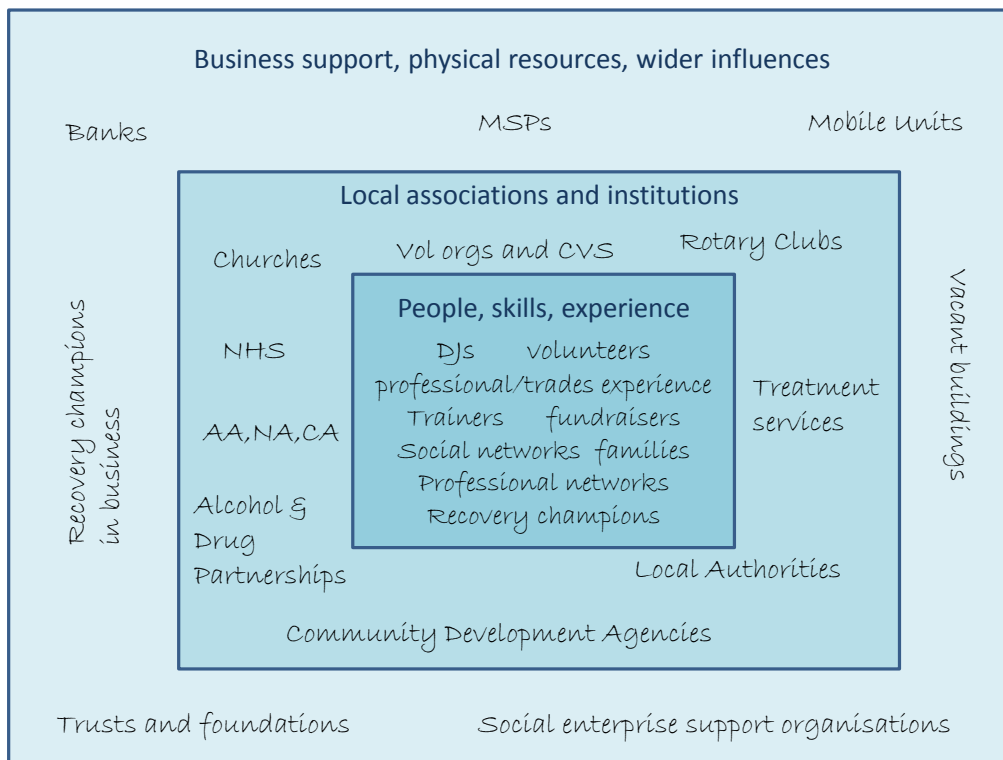 Business support, physical resources, wider influences
Banks
MSPs
Mobile Units
Local associations and institutions
Churches
Vol orgs and CVS
Rotary Clubs
People, skills, experience
DJs volunteers
professional/trades experience
Trainers fundraisers
Social networks families
Professional networks
Recovery champions
NHS
AA,NA,CA
Alcohol &
Drug
Partnerships
Treatment
services
Local Authorities
Community Development Agencies
Recovery champions
in business
Vacant buildings
Trusts and foundations
Social enterprise support organisations